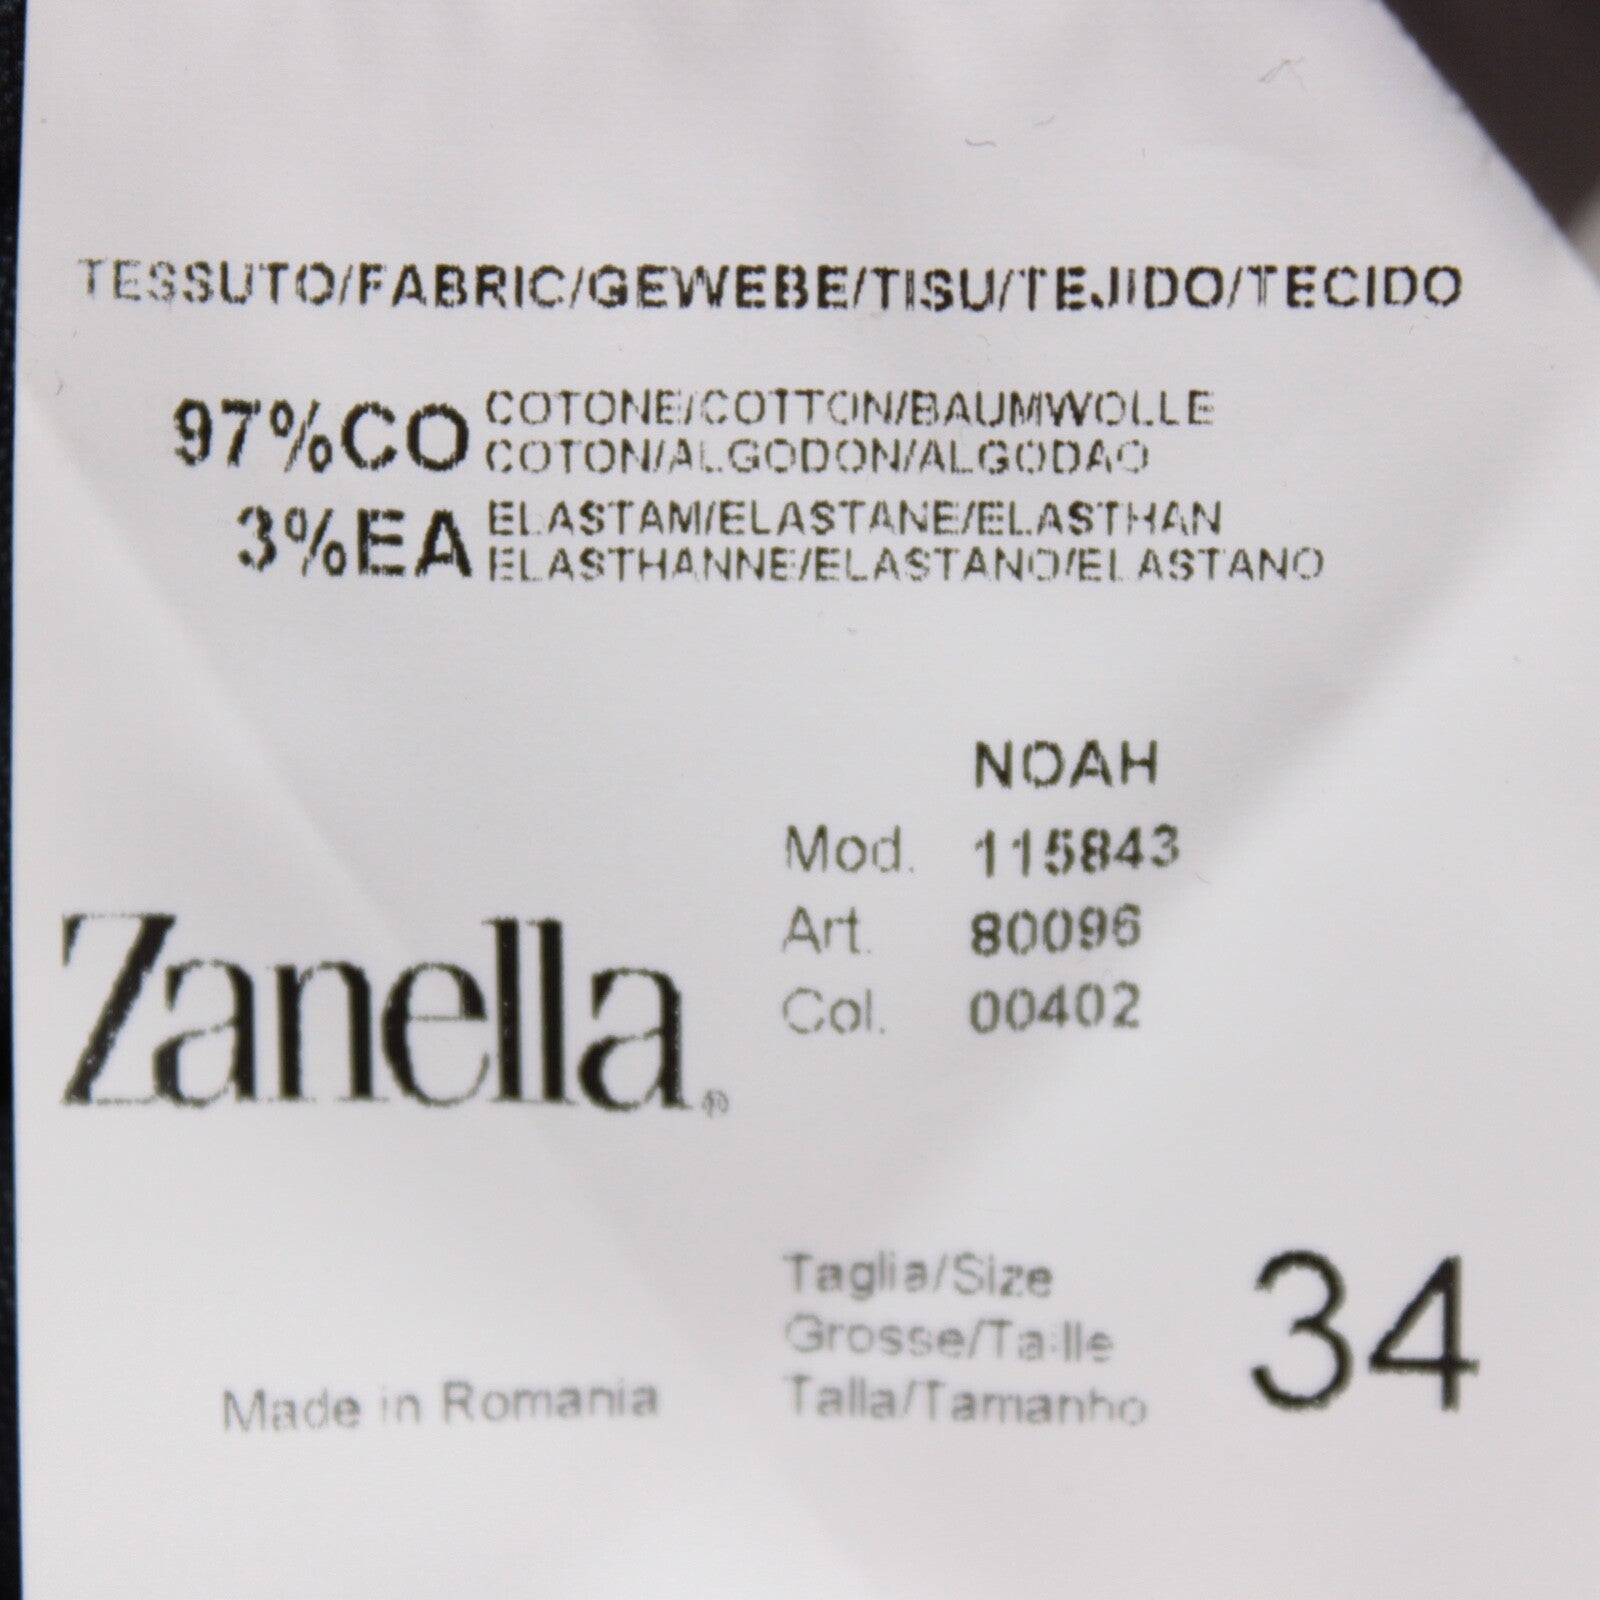 TESSUTO/FABRIC/GEWEBE/TISU/TEJIDO/TECIDO
97%CO COTONE/COTTON/BAUMWOLLE
COTON/ALGODON/ALGODAO
3%EA ELASTAM/ELASTANE/ELASTHAN
ELASTHANNE/ELASTANO/ELASTANO
NOAH
Mod. 115843
Art. 80096
Col. 00402
Zanella®
Taglia/Size
Grosse/Taille
Talla/Tamanho
34
Made in Romania